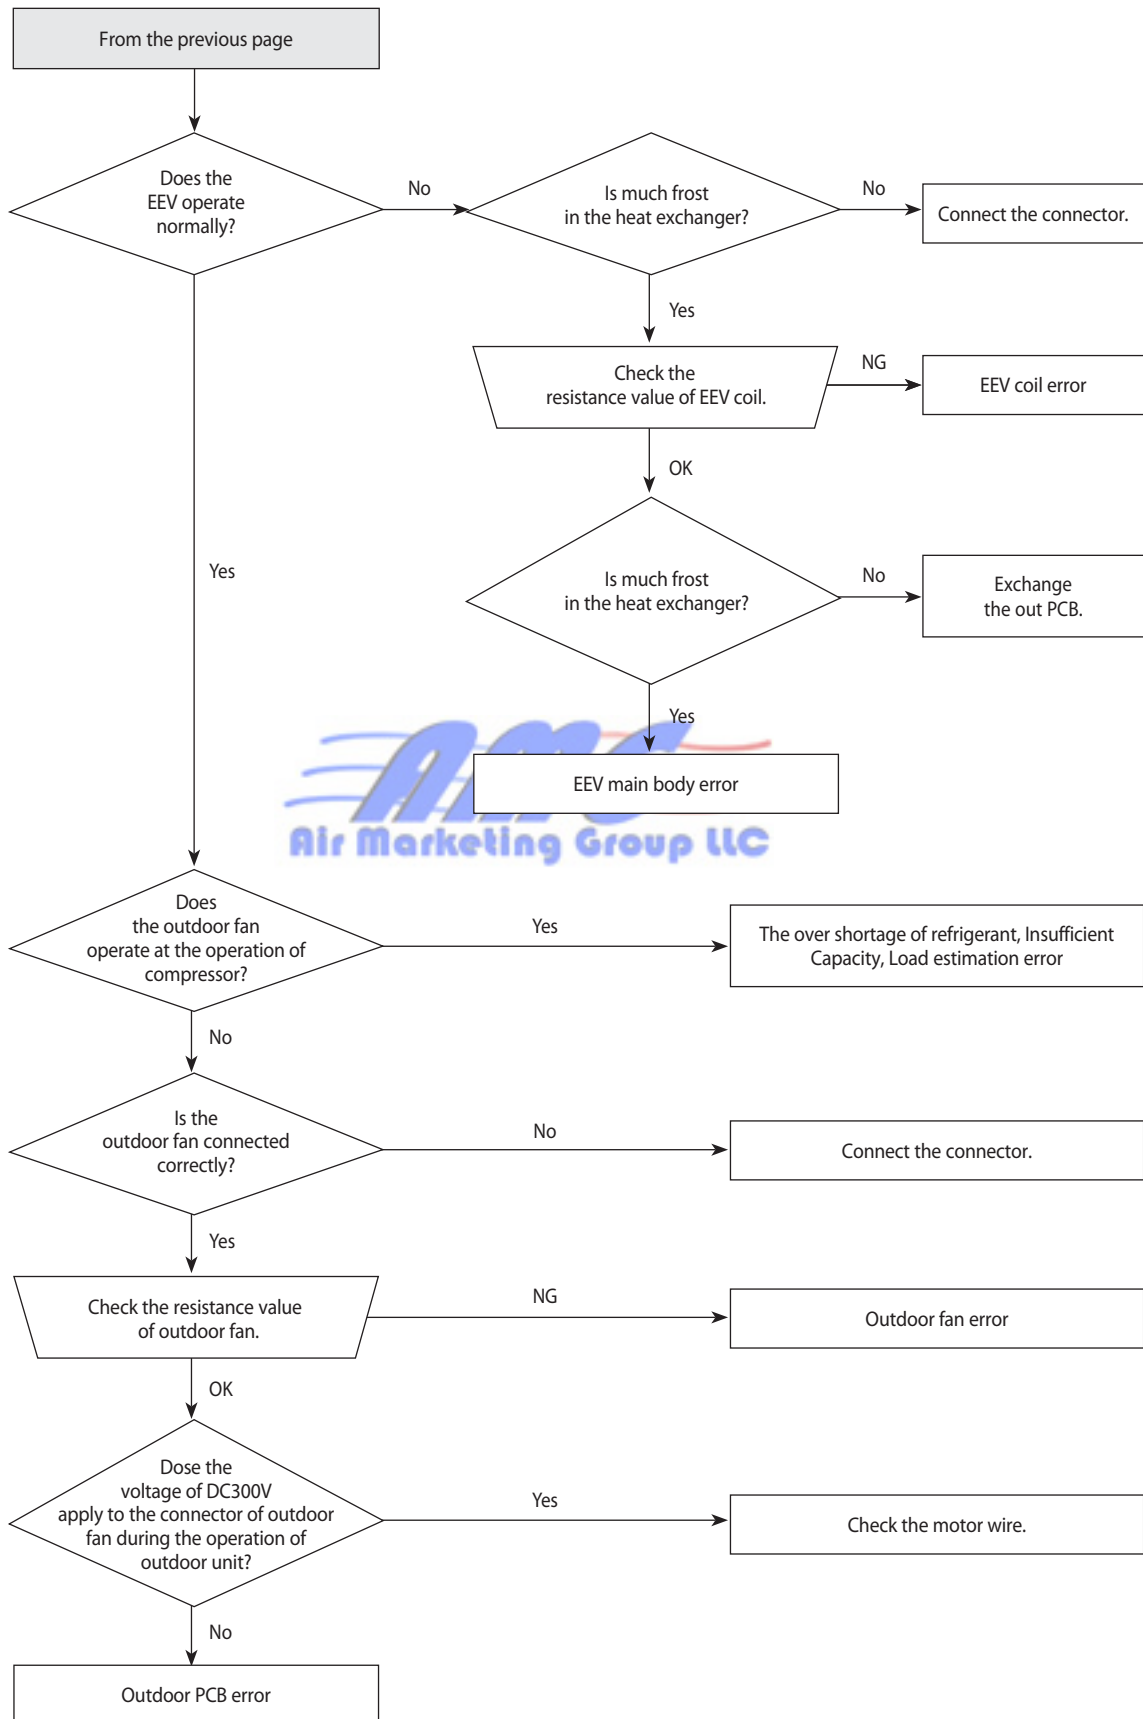 From the previous page
Does the
EEV operate
normally?
No
Is much frost
in the heat exchanger?
No
Connect the connector.
Yes
Check the
resistance value of EEV coil.
NG
EEV coil error
OK
Yes
Is much frost
in the heat exchanger?
No
Exchange
the out PCB.
Yes
EEV main body error
AMG
Air Marketing Group LLC
Does
the outdoor fan
operate at the operation of
compressor?
Yes
The over shortage of refrigerant, Insufficient
Capacity, Load estimation error
No
Is the
outdoor fan connected
correctly?
No
Connect the connector.
Yes
Check the resistance value
of outdoor fan.
NG
Outdoor fan error
OK
Dose the
voltage of DC300V
apply to the connector of outdoor
fan during the operation of
outdoor unit?
Yes
Check the motor wire.
No
Outdoor PCB error